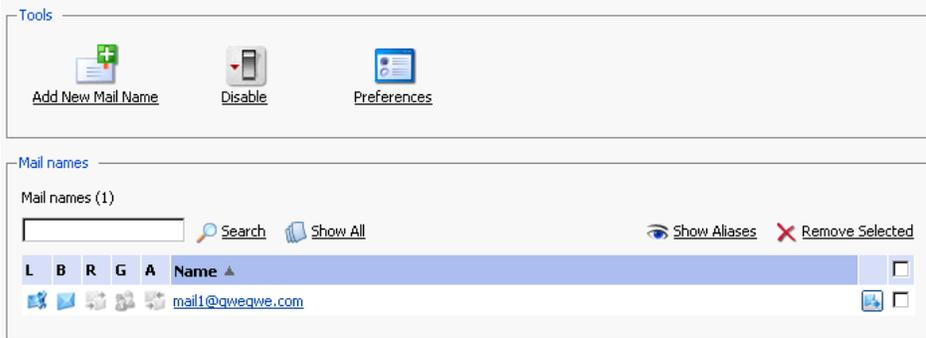 Tools
Add New Mail Name Disable Preferences
Mail names
Mail names (1)
Search Show All Show Aliases Remove Selected
L B R G A Name
mail1@qweqwe.com